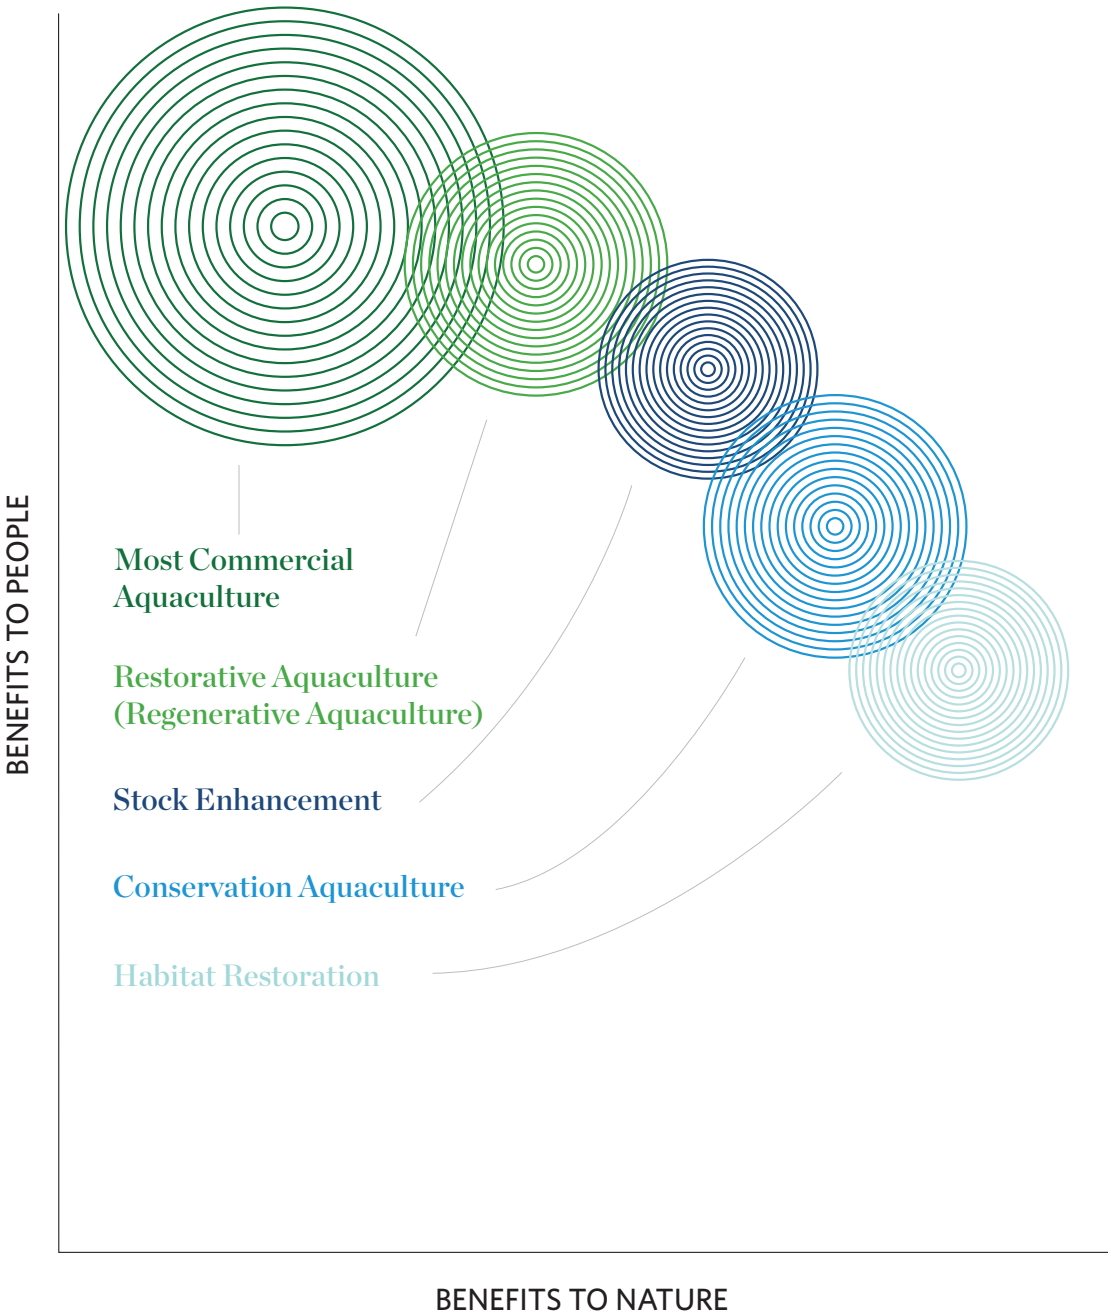 BENEFITS TO PEOPLE
Most Commercial
Aquaculture
Restorative Aquaculture
(Regenerative Aquaculture)
Stock Enhancement
Conservation Aquaculture
Habitat Restoration
BENEFITS TO NATURE